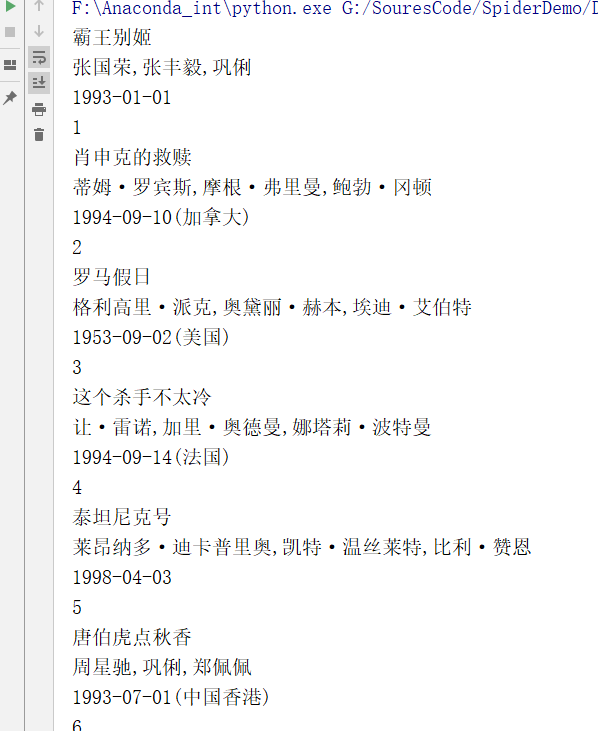 F:\Anaconda_int\python.exe G:/SouresCode/SpiderDemo/D
霸王别姬
张国荣,张丰毅,巩俐
1993-01-01
1
肖申克的救赎
蒂姆·罗宾斯,摩根·弗里曼,鲍勃·冈顿
1994-09-10(加拿大)
2
罗马假日
格利高里·派克,奥黛丽·赫本,埃迪·艾伯特
1953-09-02(美国)
3
这个杀手不太冷
让·雷诺,加里·奥德曼,娜塔莉·波特曼
1994-09-14(法国)
4
泰坦尼克号
莱昂纳多·迪卡普里奥,凯特·温丝莱特,比利·赞恩
1998-04-03
5
唐伯虎点秋香
周星驰,巩俐,郑佩佩
1993-07-01(中国香港)
6